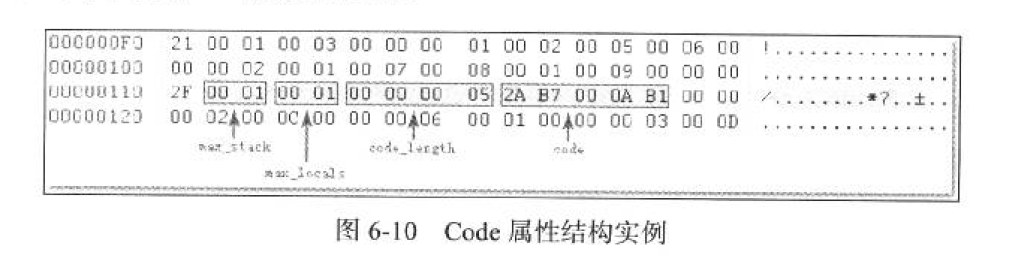 000000F0 21 00 01 00 03 00 00 00 01 00 02 00 05 00 06 00 !...............
00000100 00 00 02 00 01 00 07 00 08 00 01 00 09 00 00 00 ................
00000110 2F 00 01 00 01 00 00 00 05 2A B7 00 0A B1 00 00 /........*?..±..
00000120 00 02 00 00 00 00 00 06 00 01 00 00 00 03 00 0D ................
max_stack code_length code
max_locals
图 6-10 Code 属性结构实例